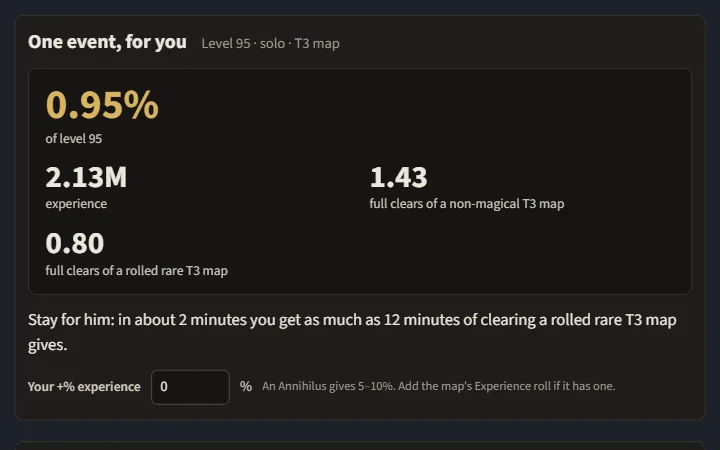 One event, for you Level 95 · solo · T3 map
0.95%
of level 95
2.13M
experience
1.43
full clears of a non-magical T3 map
0.80
full clears of a rolled rare T3 map
Stay for him: in about 2 minutes you get as much as 12 minutes of clearing a rolled rare T3 map
gives.
Your +% experience 0 % An Annihilus gives 5–10%. Add the map's Experience roll if it has one.